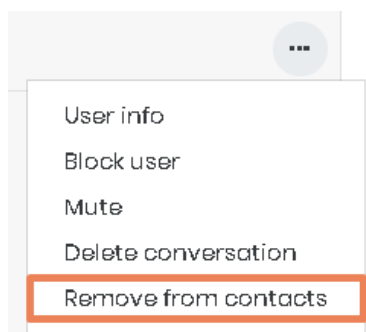 User info
Block user
Mute
Delete conversation
Remove from contacts